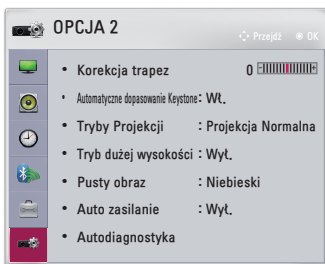 OPCJA 2
Przejdź OK
• Korekcja trapez 0
• Automatyczne dopasowanie Keystone: Wł.
• Tryby Projekcji : Projekcja Normalna
• Tryb dużej wysokości : Wył.
• Pusty obraz : Niebieski
• Auto zasilanie : Wył.
• Autodiagnostyka